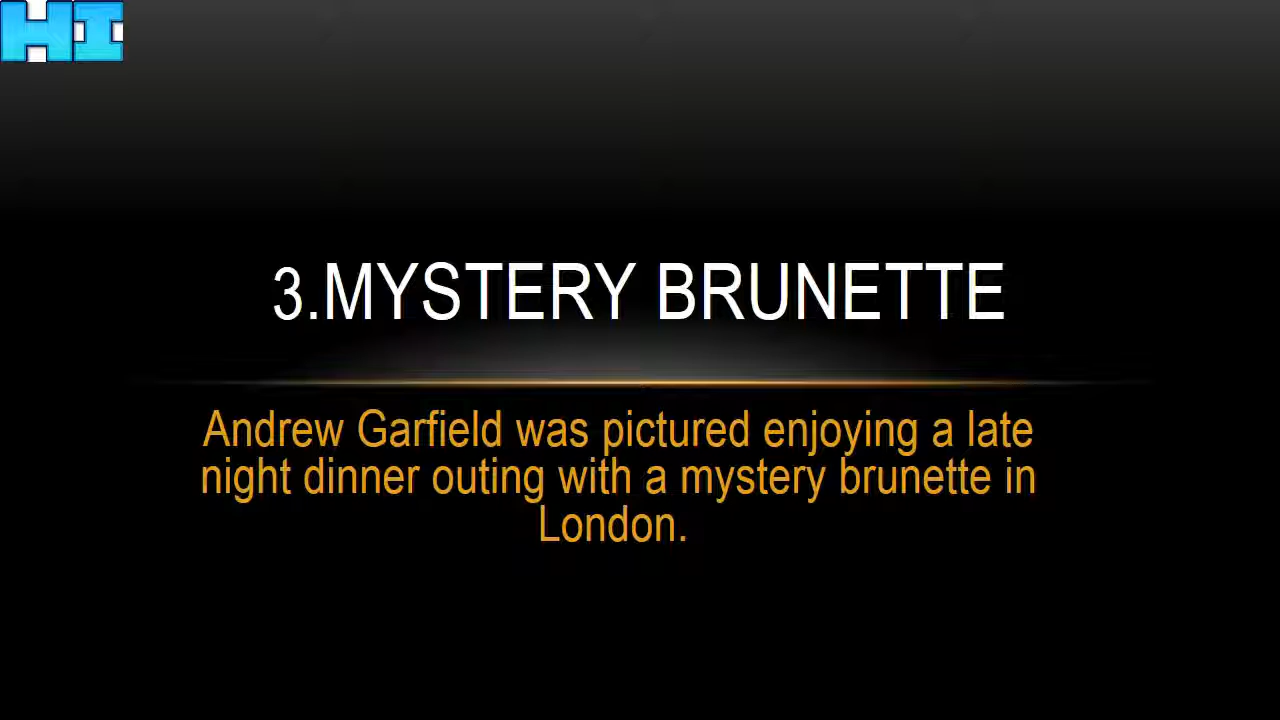 HI
3.MYSTERY BRUNETTE
Andrew Garfield was pictured enjoying a late
night dinner outing with a mystery brunette in
London.